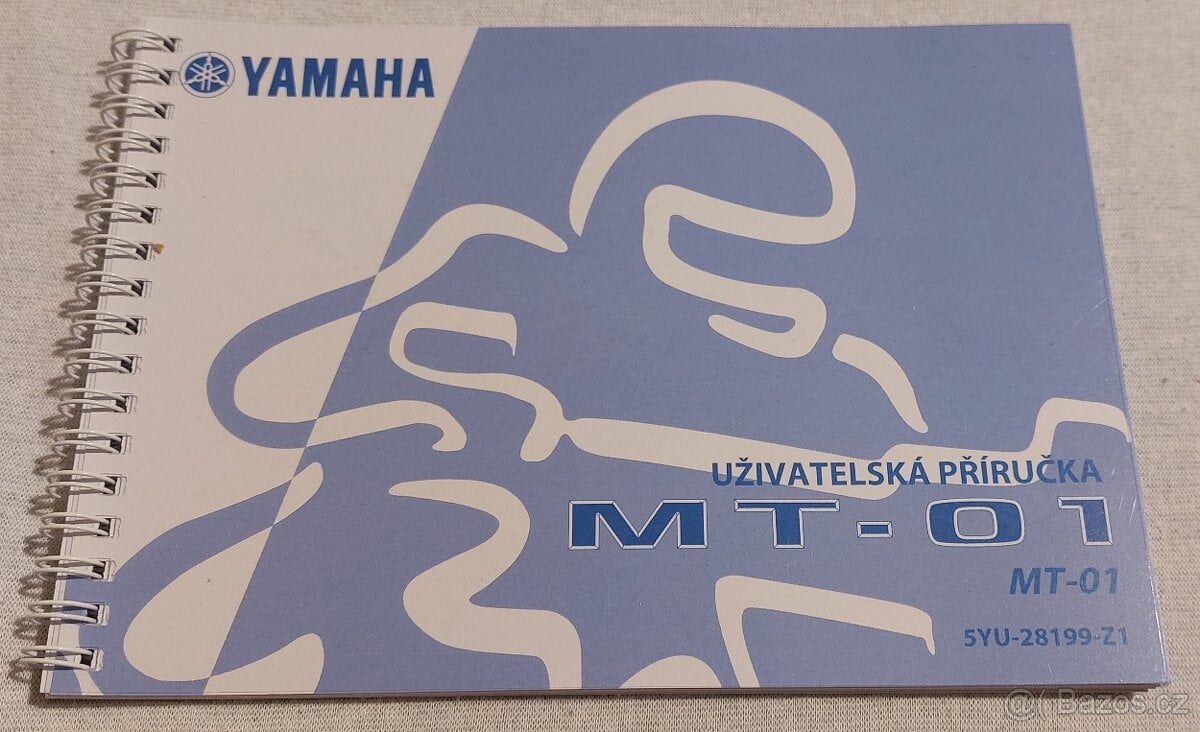 YAMAHA
UŽIVATELSKÁ PŘÍRUČKA
MT-01
MT-01
5YU-28199-Z1
@( Bazos.cz